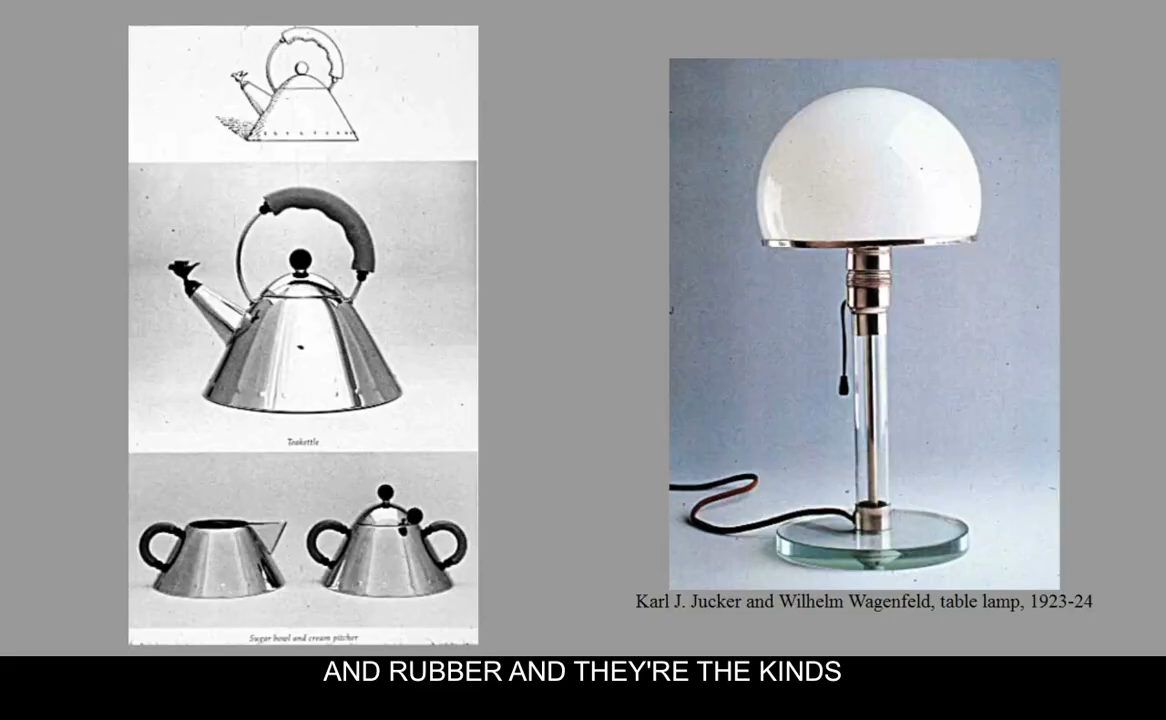 Teakettle
Sugar bowl and cream pitcher
Karl J. Jucker and Wilhelm Wagenfeld, table lamp, 1923-24
AND RUBBER AND THEY'RE THE KINDS